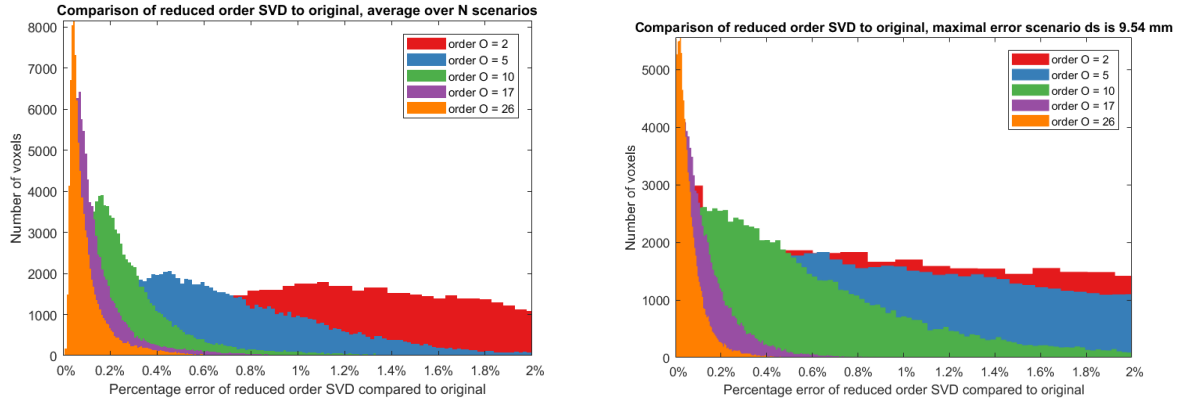 Comparison of reduced order SVD to original, average over N scenarios
8000
7000
6000
5000
4000
3000
2000
1000
0
Number of voxels
order O = 2
order O = 5
order O = 10
order O = 17
order O = 26
0% 0.2% 0.4% 0.6% 0.8% 1% 1.2% 1.4% 1.6% 1.8% 2%
Percentage error of reduced order SVD compared to original
Comparison of reduced order SVD to original, maximal error scenario ds is 9.54 mm
5000
4000
3000
2000
1000
0
Number of voxels
order O = 2
order O = 5
order O = 10
order O = 17
order O = 26
0% 0.2% 0.4% 0.6% 0.8% 1% 1.2% 1.4% 1.6% 1.8% 2%
Percentage error of reduced order SVD compared to original